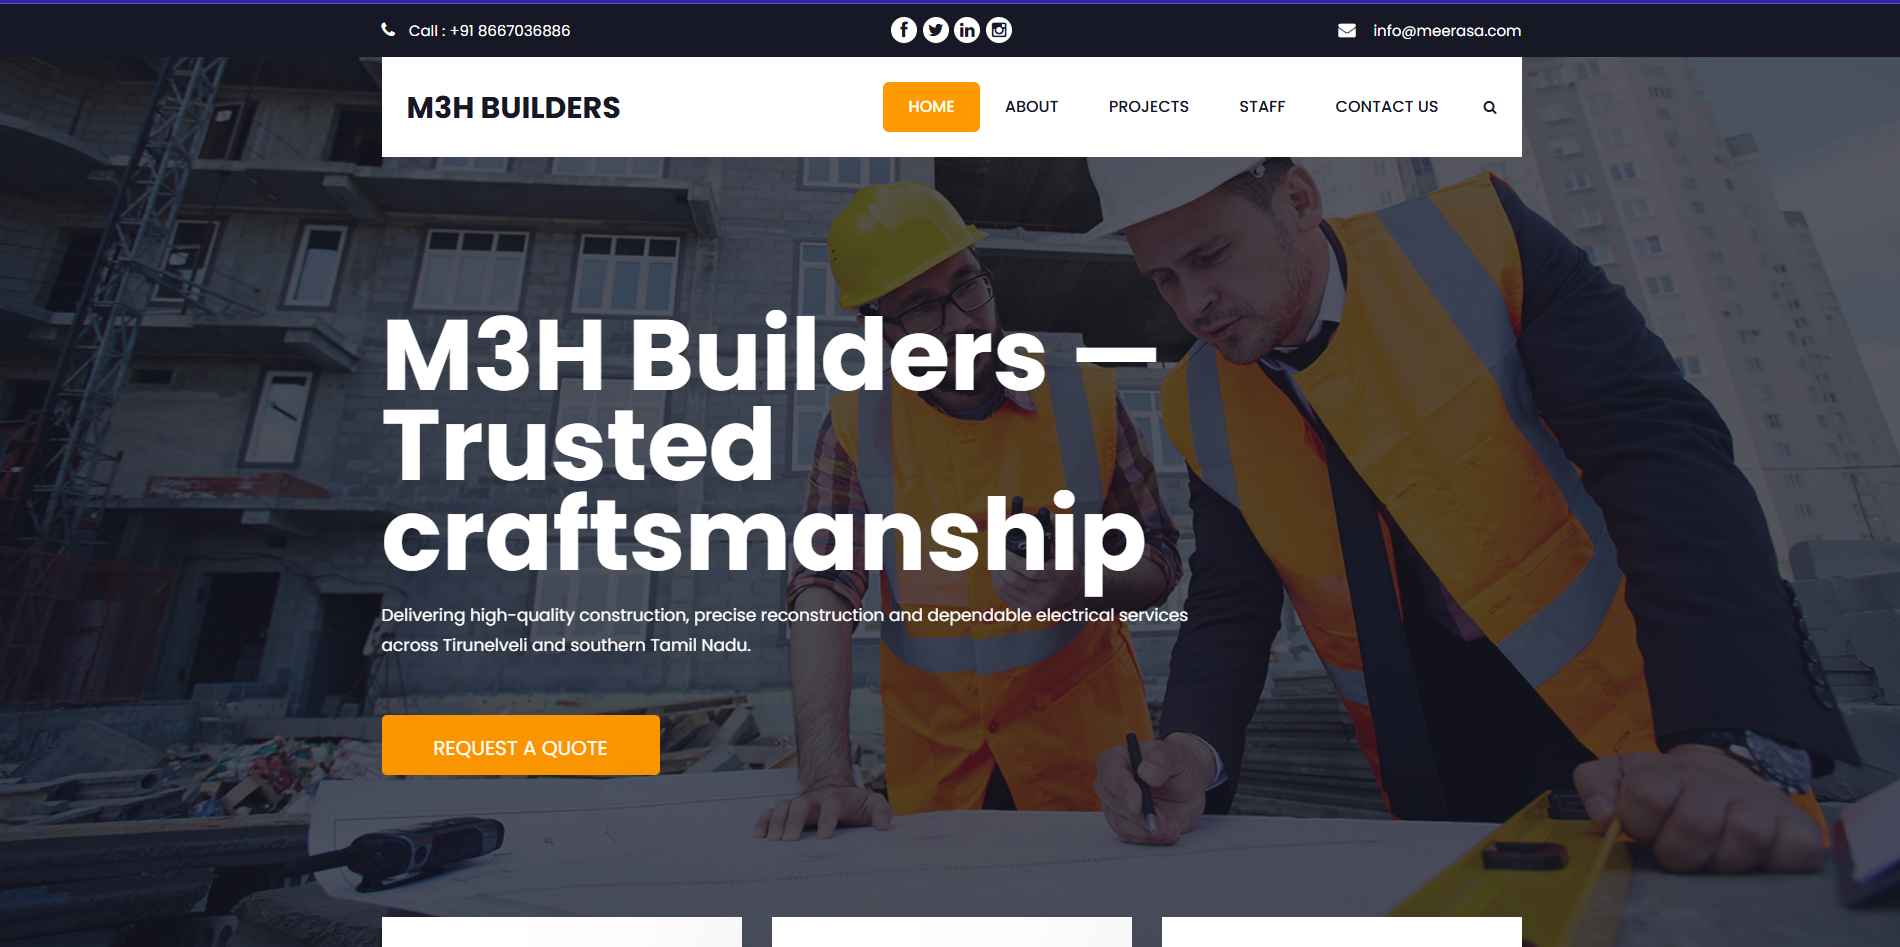 Call : +91 8667036886
info@meerasa.com
M3H BUILDERS
HOME
ABOUT
PROJECTS
STAFF
CONTACT US
M3H Builders —
Trusted
craftsmanship
Delivering high-quality construction, precise reconstruction and dependable electrical services
across Tirunelveli and southern Tamil Nadu.
REQUEST A QUOTE